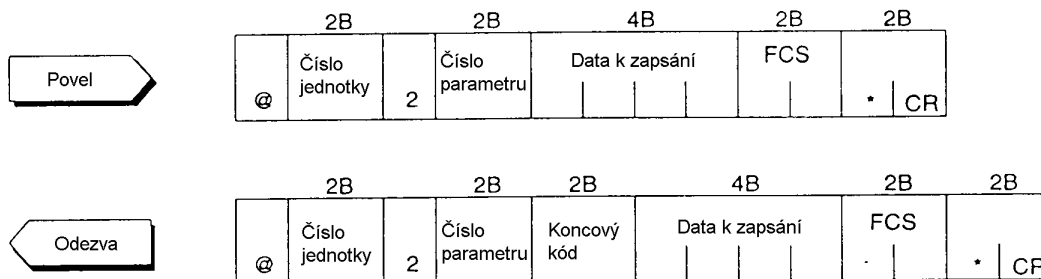 2B 2B 4B 2B 2B
Povel
@
Číslo
jednotky
2
Číslo
parametru
Data k zapsání
FCS
* CR
2B 2B 2B 4B 2B 2B
Odezva
@
Číslo
jednotky
2
Číslo
parametru
Koncový
kód
Data k zapsání
FCS
* CR